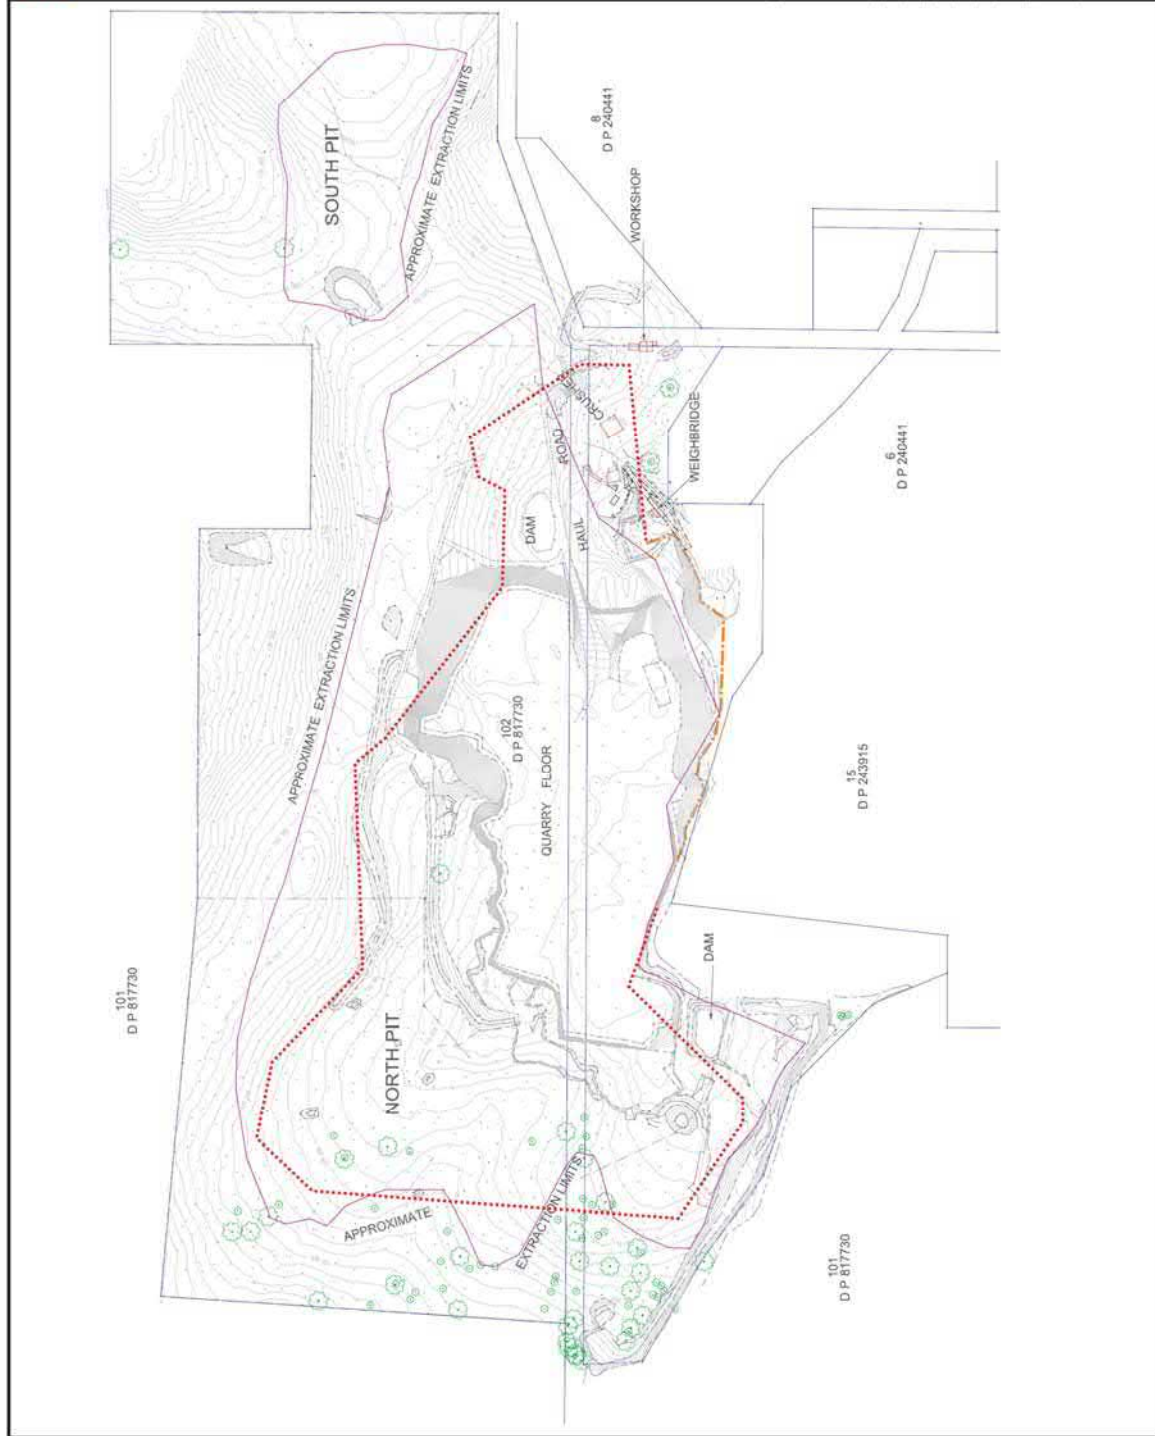 SOUTH PIT
APPROXIMATE EXTRACTION LIMITS
8
D P 240441
WORKSHOP
CRUSHE
HAUL ROAD
WEIGHBRIDGE
6
D P 240441
DAM
APPROXIMATE EXTRACTION LIMITS
102
D P 817730
QUARRY FLOOR
15
D P 243915
101
D P 817730
NORTH PIT
DAM
APPROXIMATE
EXTRACTION LIMITS
101
D P 817730